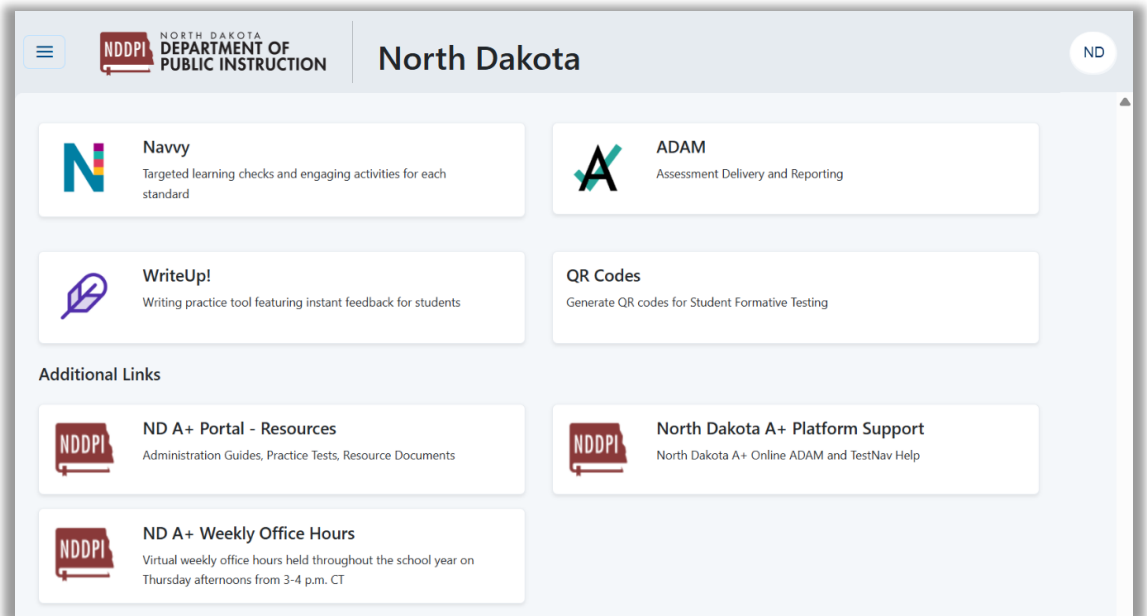 NDDPI
NORTH DAKOTA
DEPARTMENT OF
PUBLIC INSTRUCTION
North Dakota
ND
Navvy
Targeted learning checks and engaging activities for each
standard
ADAM
Assessment Delivery and Reporting
WriteUp!
Writing practice tool featuring instant feedback for students
QR Codes
Generate QR codes for Student Formative Testing
Additional Links
NDDPI
ND A+ Portal - Resources
Administration Guides, Practice Tests, Resource Documents
NDDPI
North Dakota A+ Platform Support
North Dakota A+ Online ADAM and TestNav Help
NDDPI
ND A+ Weekly Office Hours
Virtual weekly office hours held throughout the school year on
Thursday afternoons from 3-4 p.m. CT